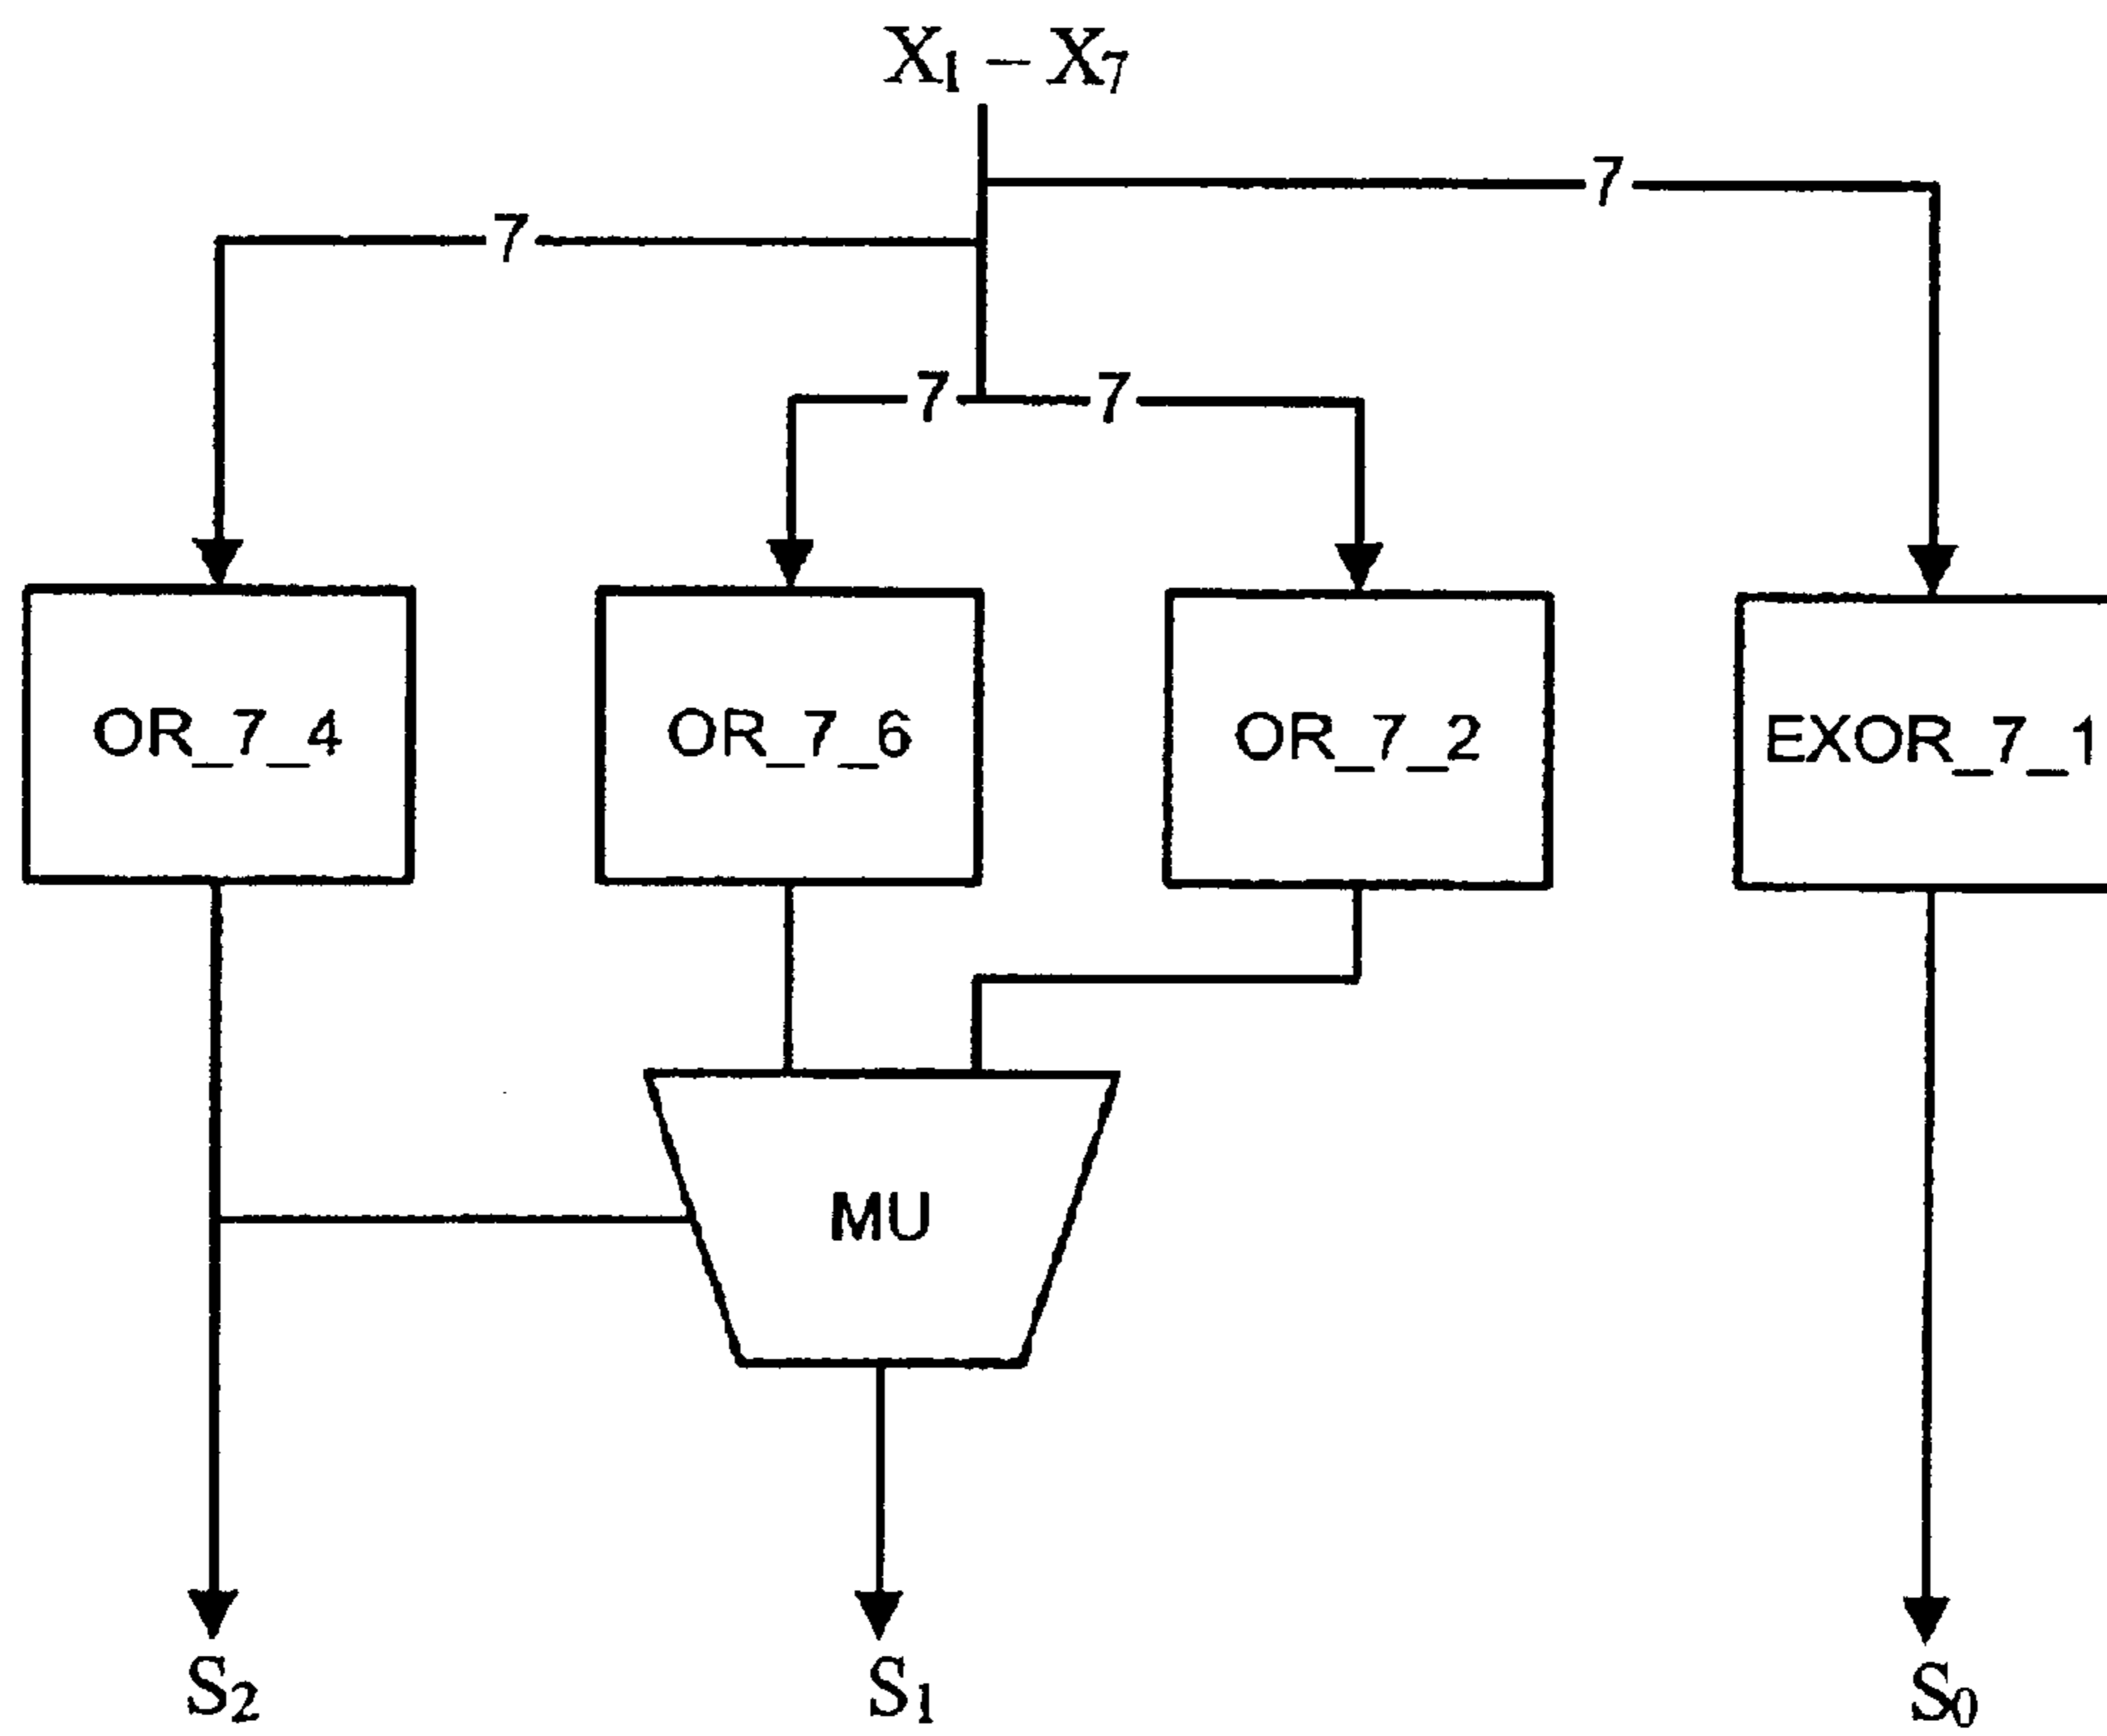 X₁ – X₇
7
7
7 7
OR_7_4 OR_7_6 OR_7_2 EXOR_7_1
MU
S₂ S₁ S₀